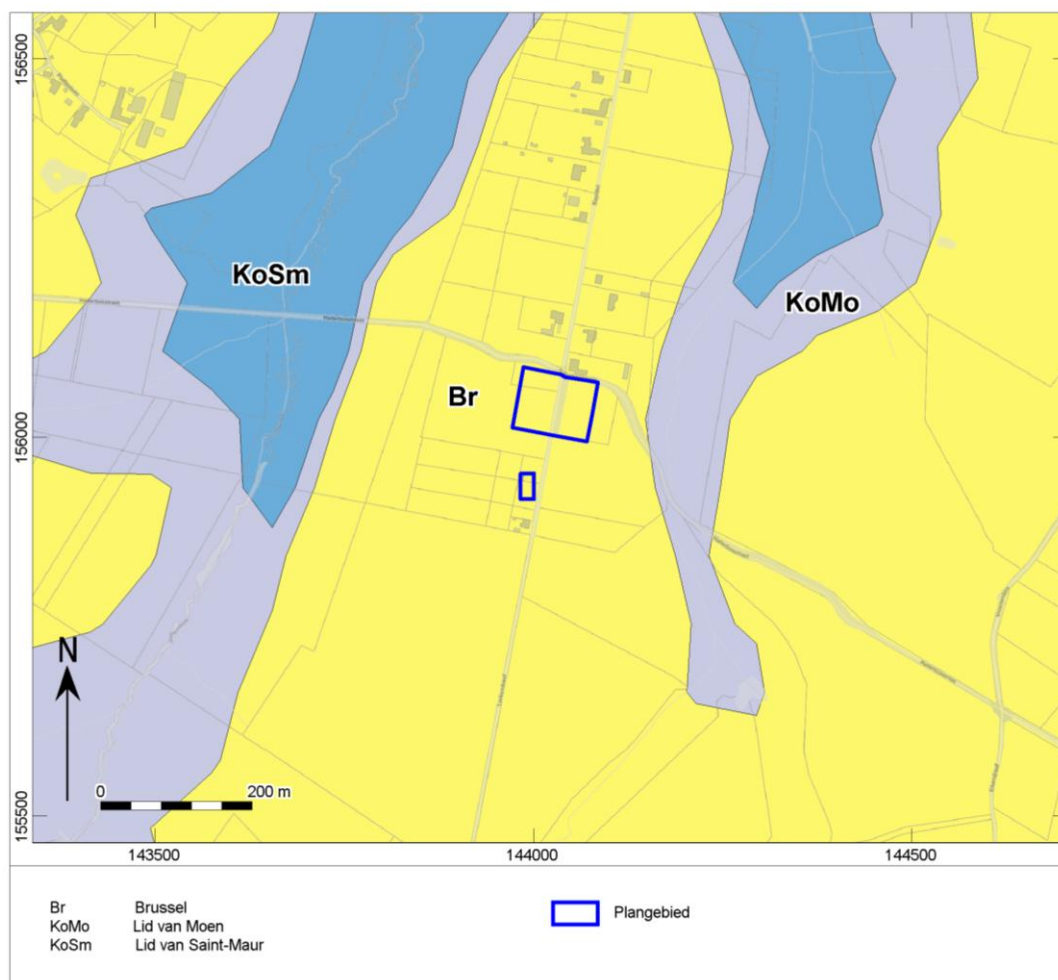 156500
KoSm
KoMo
Br
156000
N
0 200 m
155500
143500 144000 144500
Br Brussel
KoMo Lid van Moen
KoSm Lid van Saint-Maur
Plangebied